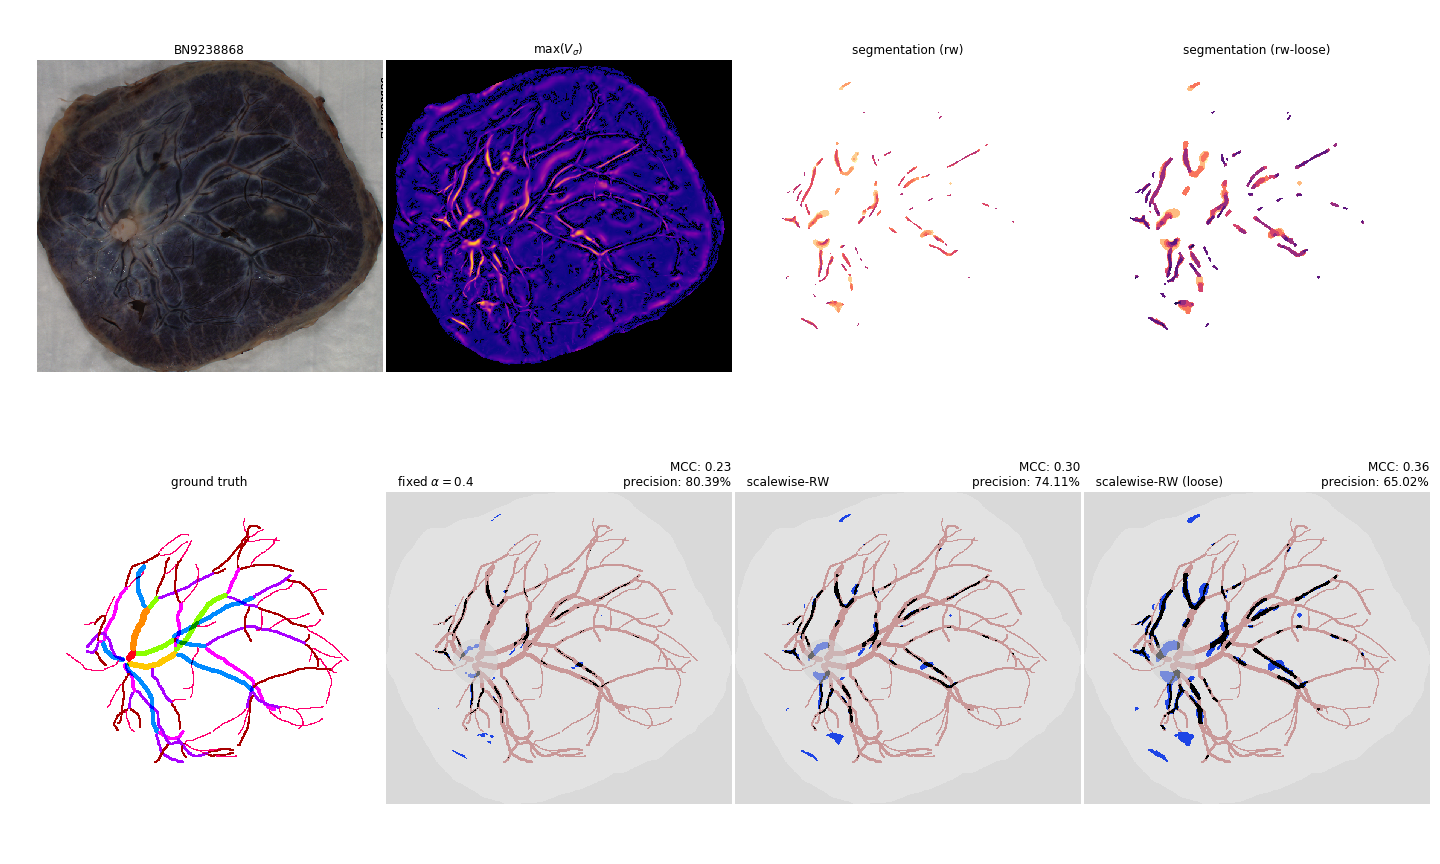 BN9238868
max(V_σ)
segmentation (rw)
segmentation (rw-loose)
ground truth
fixed α = 0.4
MCC: 0.23
precision: 80.39%
scalewise-RW
MCC: 0.30
precision: 74.11%
scalewise-RW (loose)
MCC: 0.36
precision: 65.02%